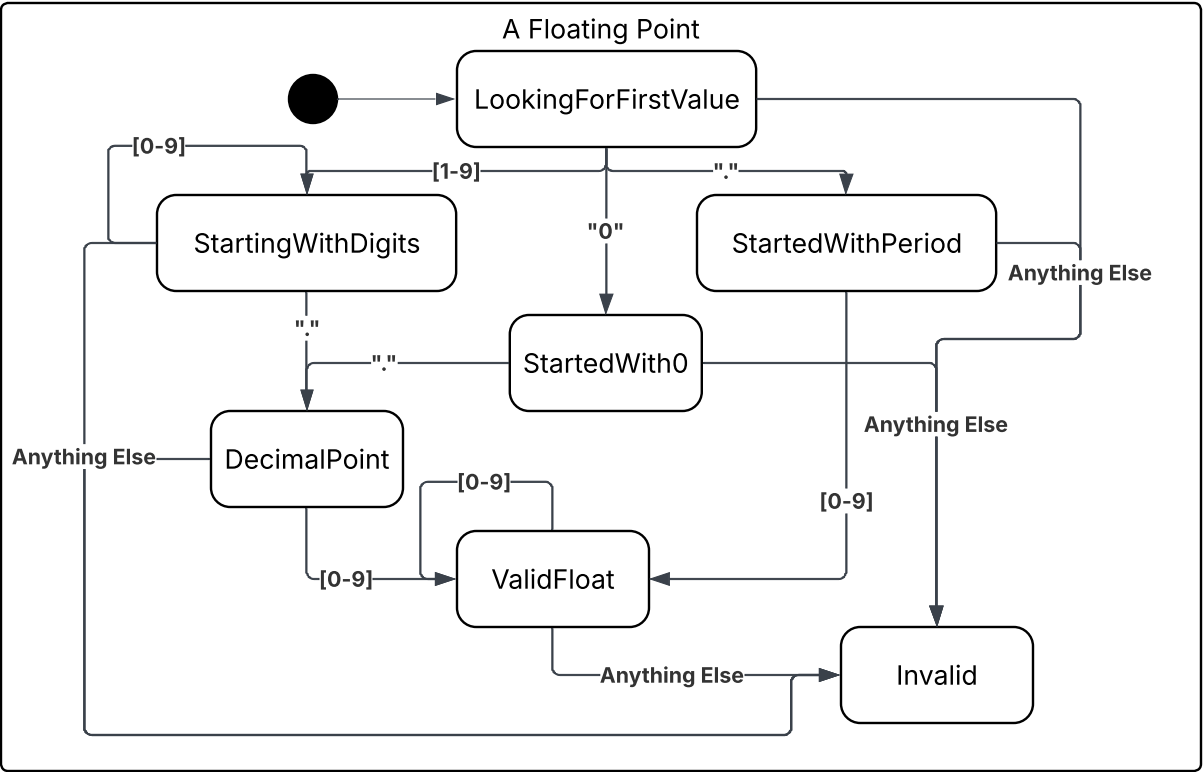 A Floating Point
LookingForFirstValue
[0-9]
[1-9]
"."
StartingWithDigits
"0"
StartedWithPeriod
Anything Else
"."
"."
StartedWith0
Anything Else
Anything Else
DecimalPoint
[0-9]
[0-9]
[0-9]
ValidFloat
Anything Else
Invalid